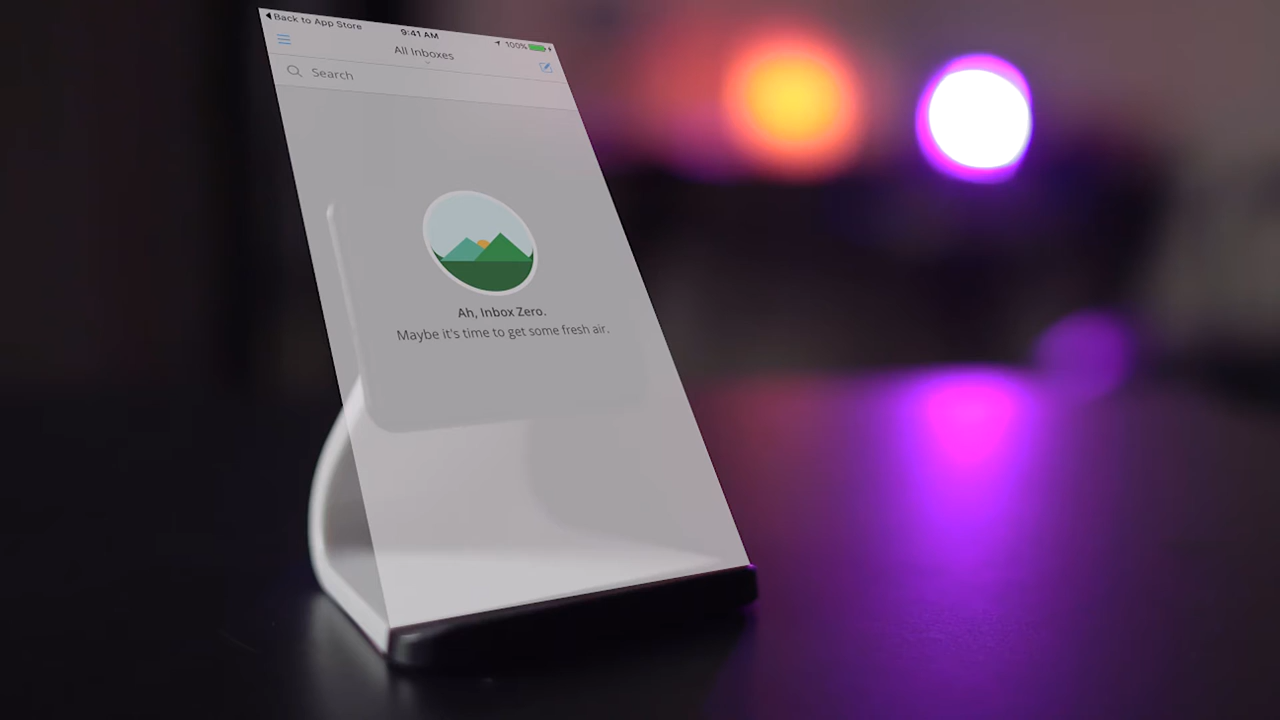 Back to App Store
9:41 AM
100%
All Inboxes
Search
Ah, Inbox Zero.
Maybe it's time to get some fresh air.